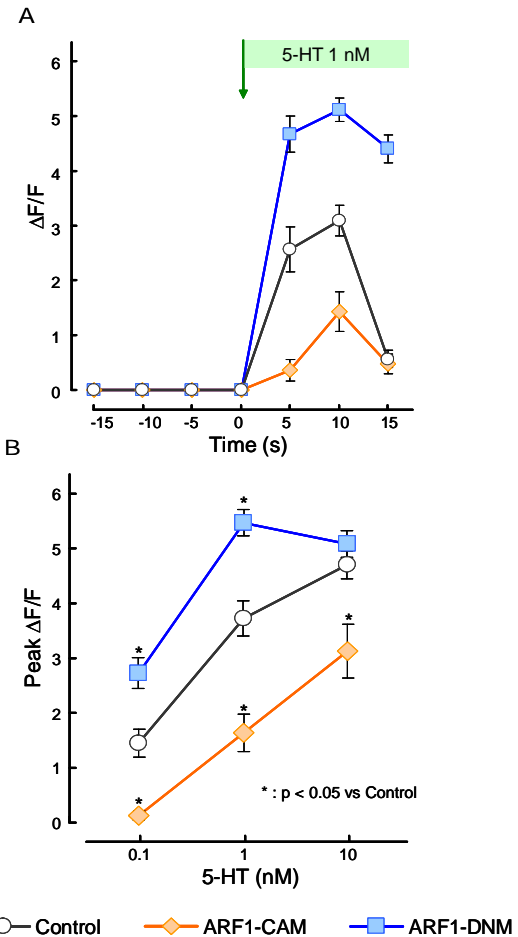 A
5-HT 1 nM
6
5
4
3
2
1
0
ΔF/F
-15 -10 -5 0 5 10 15
Time (s)
B
6
5
4
3
2
1
0
Peak ΔF/F
* * * * * *
* : p < 0.05 vs Control
0.1 1 10
5-HT (nM)
Control ARF1-CAM ARF1-DNM